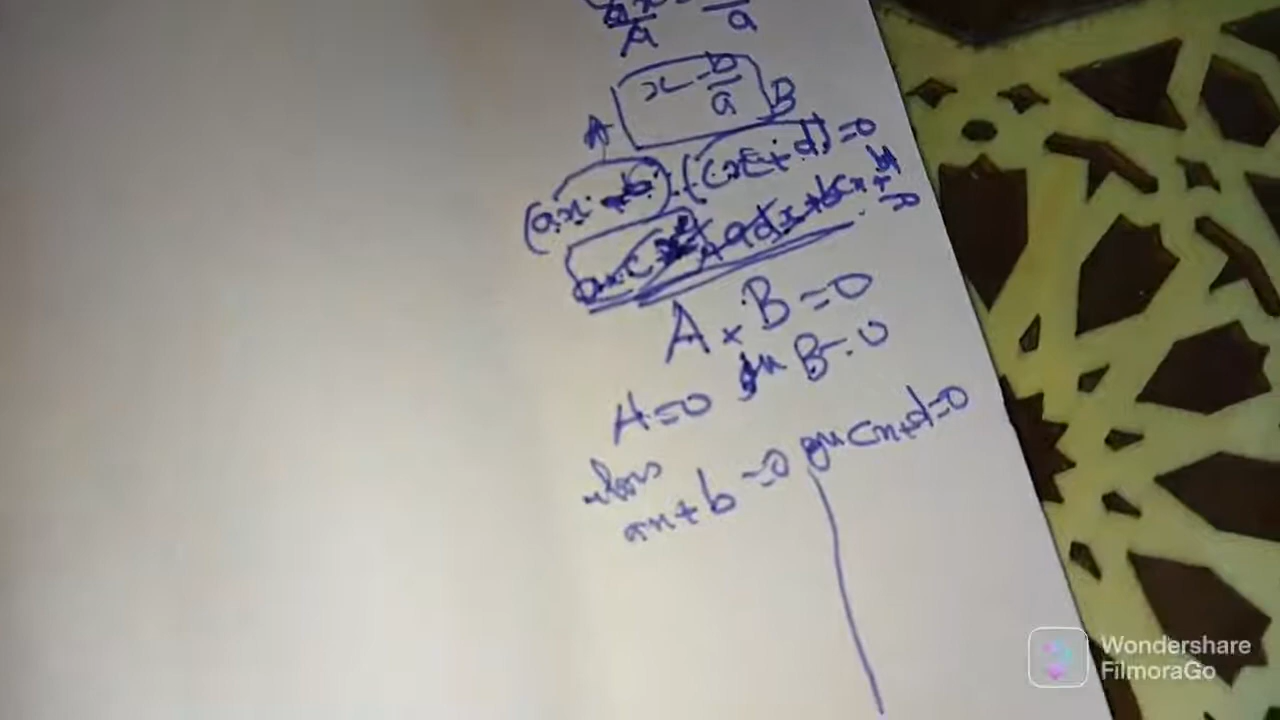 A a
x = b/a B
A
(ax + b) . (cx + d) = 0
A × B = 0
A = 0 ou B = 0
alors
ax + b = 0 ou cx + d = 0
Wondershare
FilmoraGo